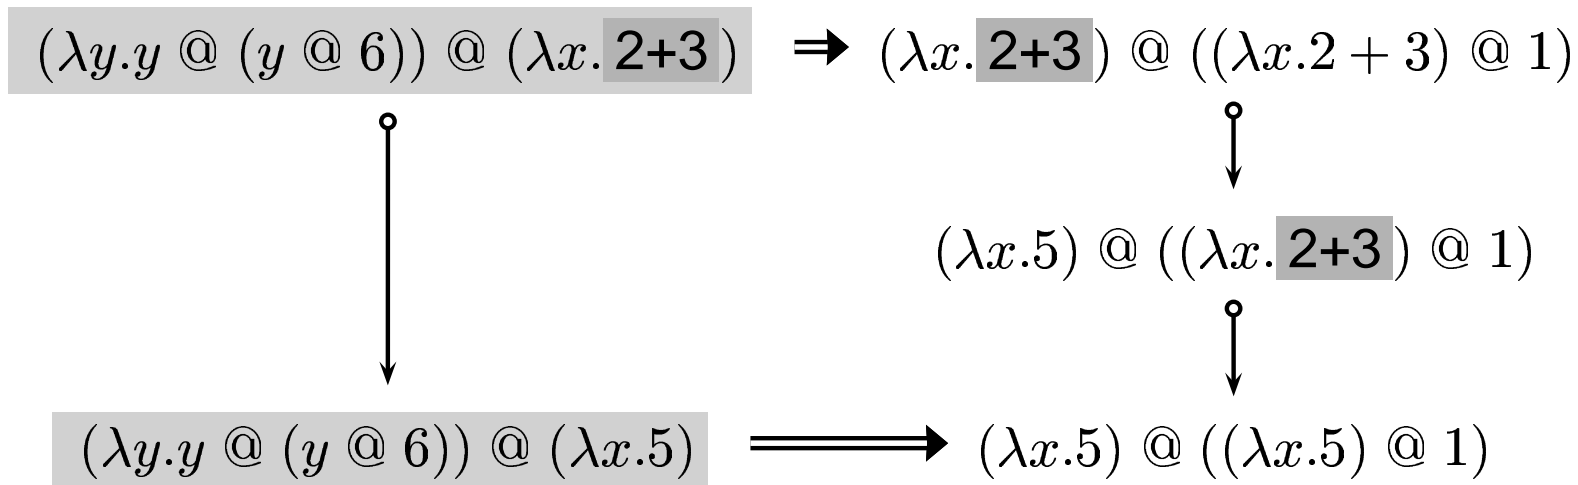 (λy.y @ (y @ 6)) @ (λx.2+3) ⇒ (λx.2+3) @ ((λx.2 + 3) @ 1)
(λx.5) @ ((λx.2+3) @ 1)
(λy.y @ (y @ 6)) @ (λx.5) ⇒ (λx.5) @ ((λx.5) @ 1)